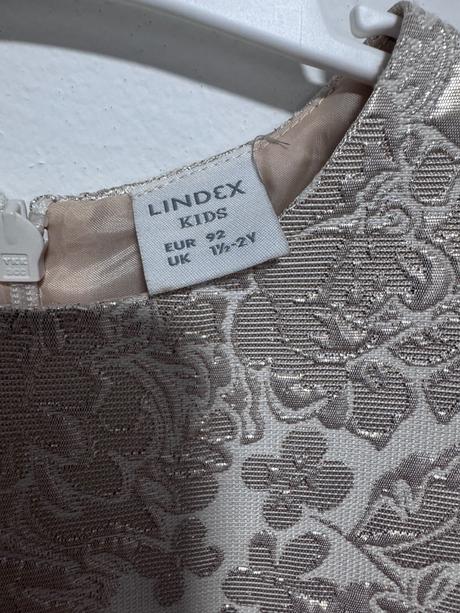 LINDEX
KIDS
EUR 92
UK 1½-2Y